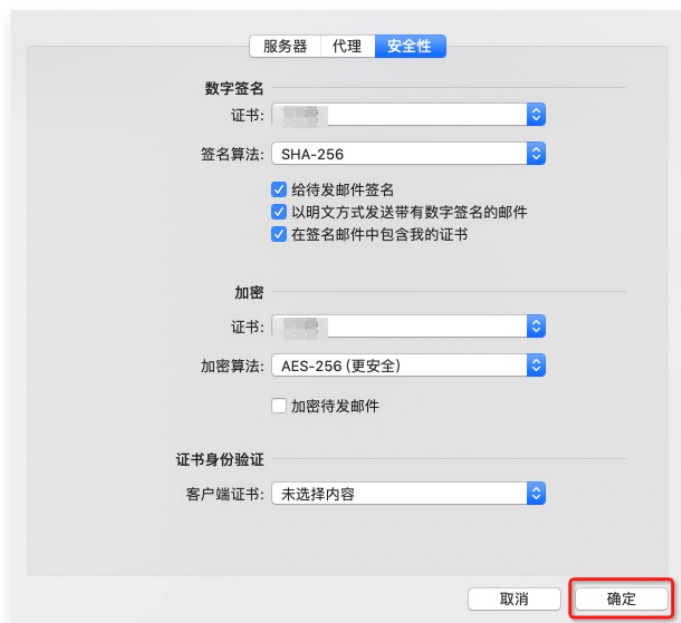 服务器 代理 安全性
数字签名
证书:
签名算法: SHA-256
给待发邮件签名
以明文方式发送带有数字签名的邮件
在签名邮件中包含我的证书
加密
证书:
加密算法: AES-256 (更安全)
加密待发邮件
证书身份验证
客户端证书: 未选择内容
取消 确定